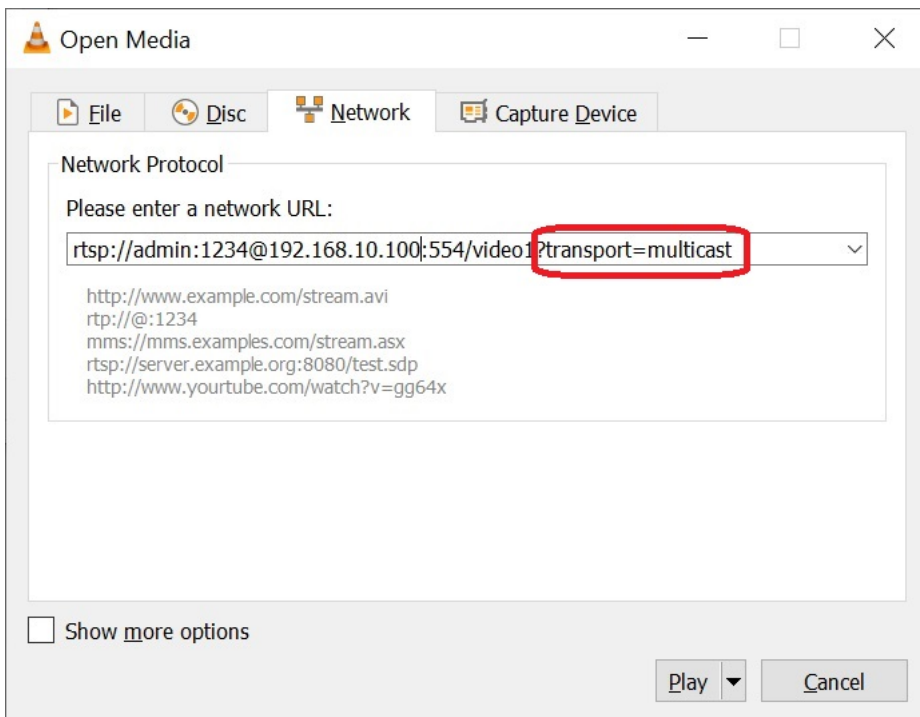 Open Media
File Disc Network Capture Device
Network Protocol
Please enter a network URL:
rtsp://admin:1234@192.168.10.100:554/video1?transport=multicast
http://www.example.com/stream.avi
rtp://@:1234
mms://mms.examples.com/stream.asx
rtsp://server.example.org:8080/test.sdp
http://www.yourtube.com/watch?v=gg64x
Show more options
Play Cancel